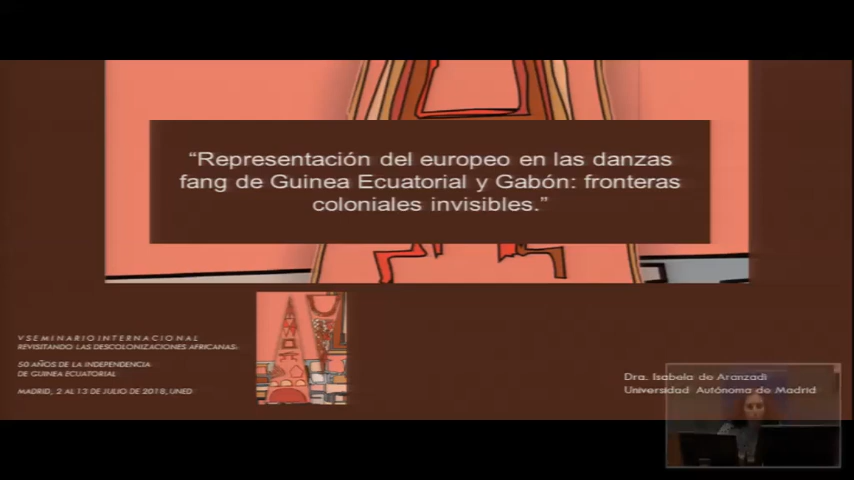 “Representación del europeo en las danzas
fang de Guinea Ecuatorial y Gabón: fronteras
coloniales invisibles.”
V SEMINARIO INTERNACIONAL
REVISITANDO LAS DESCOLONIZACIONES AFRICANAS:
50 AÑOS DE LA INDEPENDENCIA
DE GUINEA ECUATORIAL
MADRID, 2 AL 13 DE JULIO DE 2018, UNED
Dra. Isabela de Aranzadi
Universidad Autónoma de Madrid